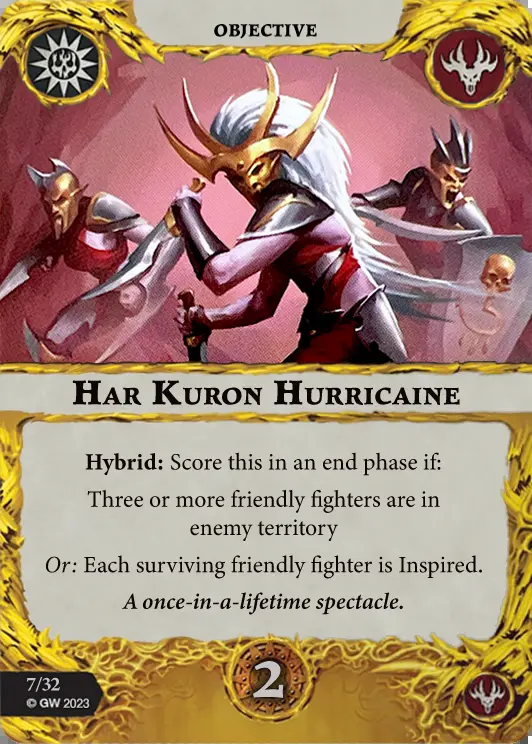 OBJECTIVE
HAR KURON HURRICAINE
Hybrid: Score this in an end phase if:
Three or more friendly fighters are in
enemy territory
Or: Each surviving friendly fighter is Inspired.
A once-in-a-lifetime spectacle.
2
7/32
© GW 2023